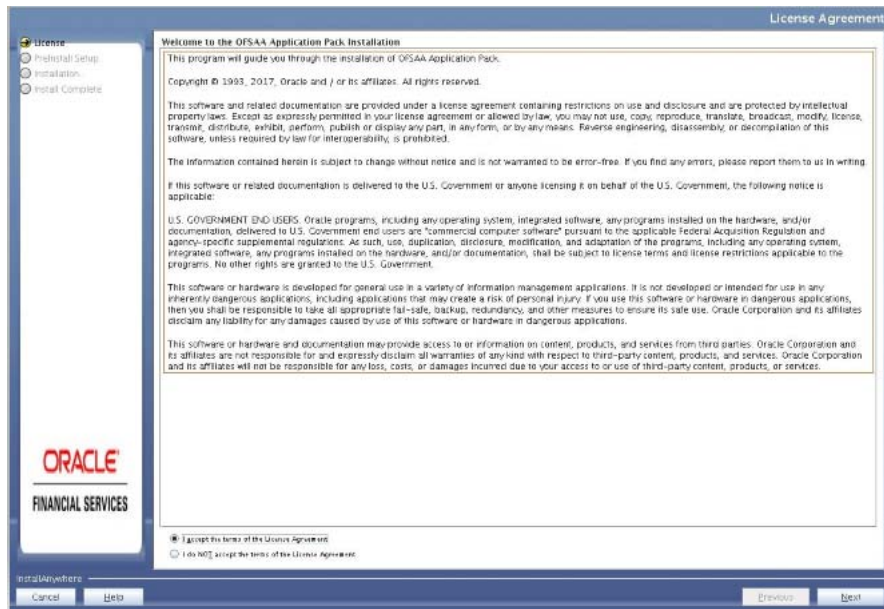 License Agreement
License
PreInstall Setup
Installation...
Install Complete
Welcome to the OFSAA Application Pack Installation
This program will guide you through the installation of OFSAA Application Pack.
Copyright © 1993, 2017, Oracle and / or its affiliates. All rights reserved.
This software and related documentation are provided under a license agreement containing restrictions on use and disclosure and are protected by intellectual
property laws. Except as expressly permitted in your license agreement or allowed by law, you may not use, copy, reproduce, translate, broadcast, modify, license,
transmit, distribute, exhibit, perform, publish or display any part, in any form, or by any means. Reverse engineering, disassembly, or decompilation of this
software, unless required by law for interoperability, is prohibited.
The information contained herein is subject to change without notice and is not warranted to be error-free. If you find any errors, please report them to us in writing.
If this software or related documentation is delivered to the U.S. Government or anyone licensing it on behalf of the U.S. Government, the following notice is
applicable:
U.S. GOVERNMENT END USERS. Oracle programs, including any operating system, integrated software, any programs installed on the hardware, and/or
documentation, delivered to U.S. Government end users are "commercial computer software" pursuant to the applicable Federal Acquisition Regulation and
agency-specific supplemental regulations. As such, use, duplication, disclosure, modification, and adaptation of the programs, including any operating system,
integrated software, any programs installed on the hardware, and/or documentation, shall be subject to license terms and license restrictions applicable to the
programs. No other rights are granted to the U.S. Government.
This software or hardware is developed for general use in a variety of information management applications. It is not developed or intended for use in any
inherently dangerous applications, including applications that may create a risk of personal injury. If you use this software or hardware in dangerous applications,
then you shall be responsible to take all appropriate fail-safe, backup, redundancy, and other measures to ensure its safe use. Oracle Corporation and its affiliates
disclaim any liability for any damages caused by use of this software or hardware in dangerous applications.
This software or hardware and documentation may provide access to or information on content, products, and services from third parties. Oracle Corporation and
its affiliates are not responsible for and expressly disclaim all warranties of any kind with respect to third-party content, products, and services. Oracle Corporation
and its affiliates will not be responsible for any loss, costs, or damages incurred due to your access to or use of third-party content, products, or services.
ORACLE
FINANCIAL SERVICES
I accept the terms of the License Agreement
I do NOT accept the terms of the License Agreement
InstallAnywhere
Cancel
Help
Previous
Next